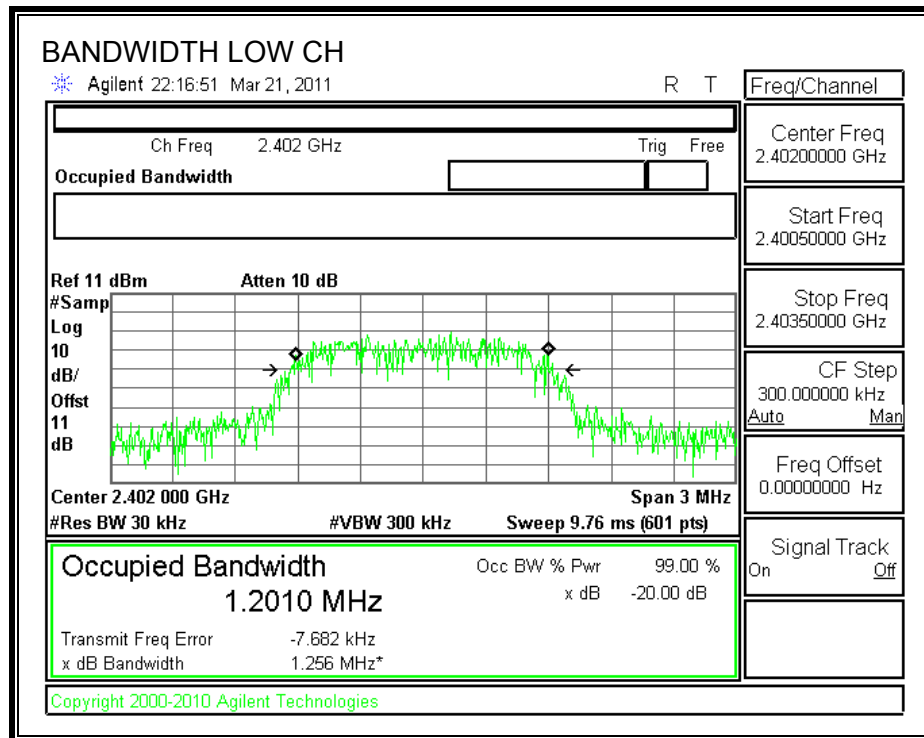 BANDWIDTH LOW CH
Agilent 22:16:51 Mar 21, 2011 R T
Freq/Channel
Ch Freq 2.402 GHz Trig Free
Occupied Bandwidth
Center Freq
2.40200000 GHz
Start Freq
2.40050000 GHz
Stop Freq
2.40350000 GHz
CF Step
300.000000 kHz
Auto Man
Freq Offset
0.00000000 Hz
Signal Track
On Off
Ref 11 dBm Atten 10 dB
#Samp
Log
10
dB/
Offst
11
dB
Center 2.402 000 GHz Span 3 MHz
#Res BW 30 kHz #VBW 300 kHz Sweep 9.76 ms (601 pts)
Occupied Bandwidth
1.2010 MHz
Occ BW % Pwr 99.00 %
x dB -20.00 dB
Transmit Freq Error -7.682 kHz
x dB Bandwidth 1.256 MHz*
Copyright 2000-2010 Agilent Technologies